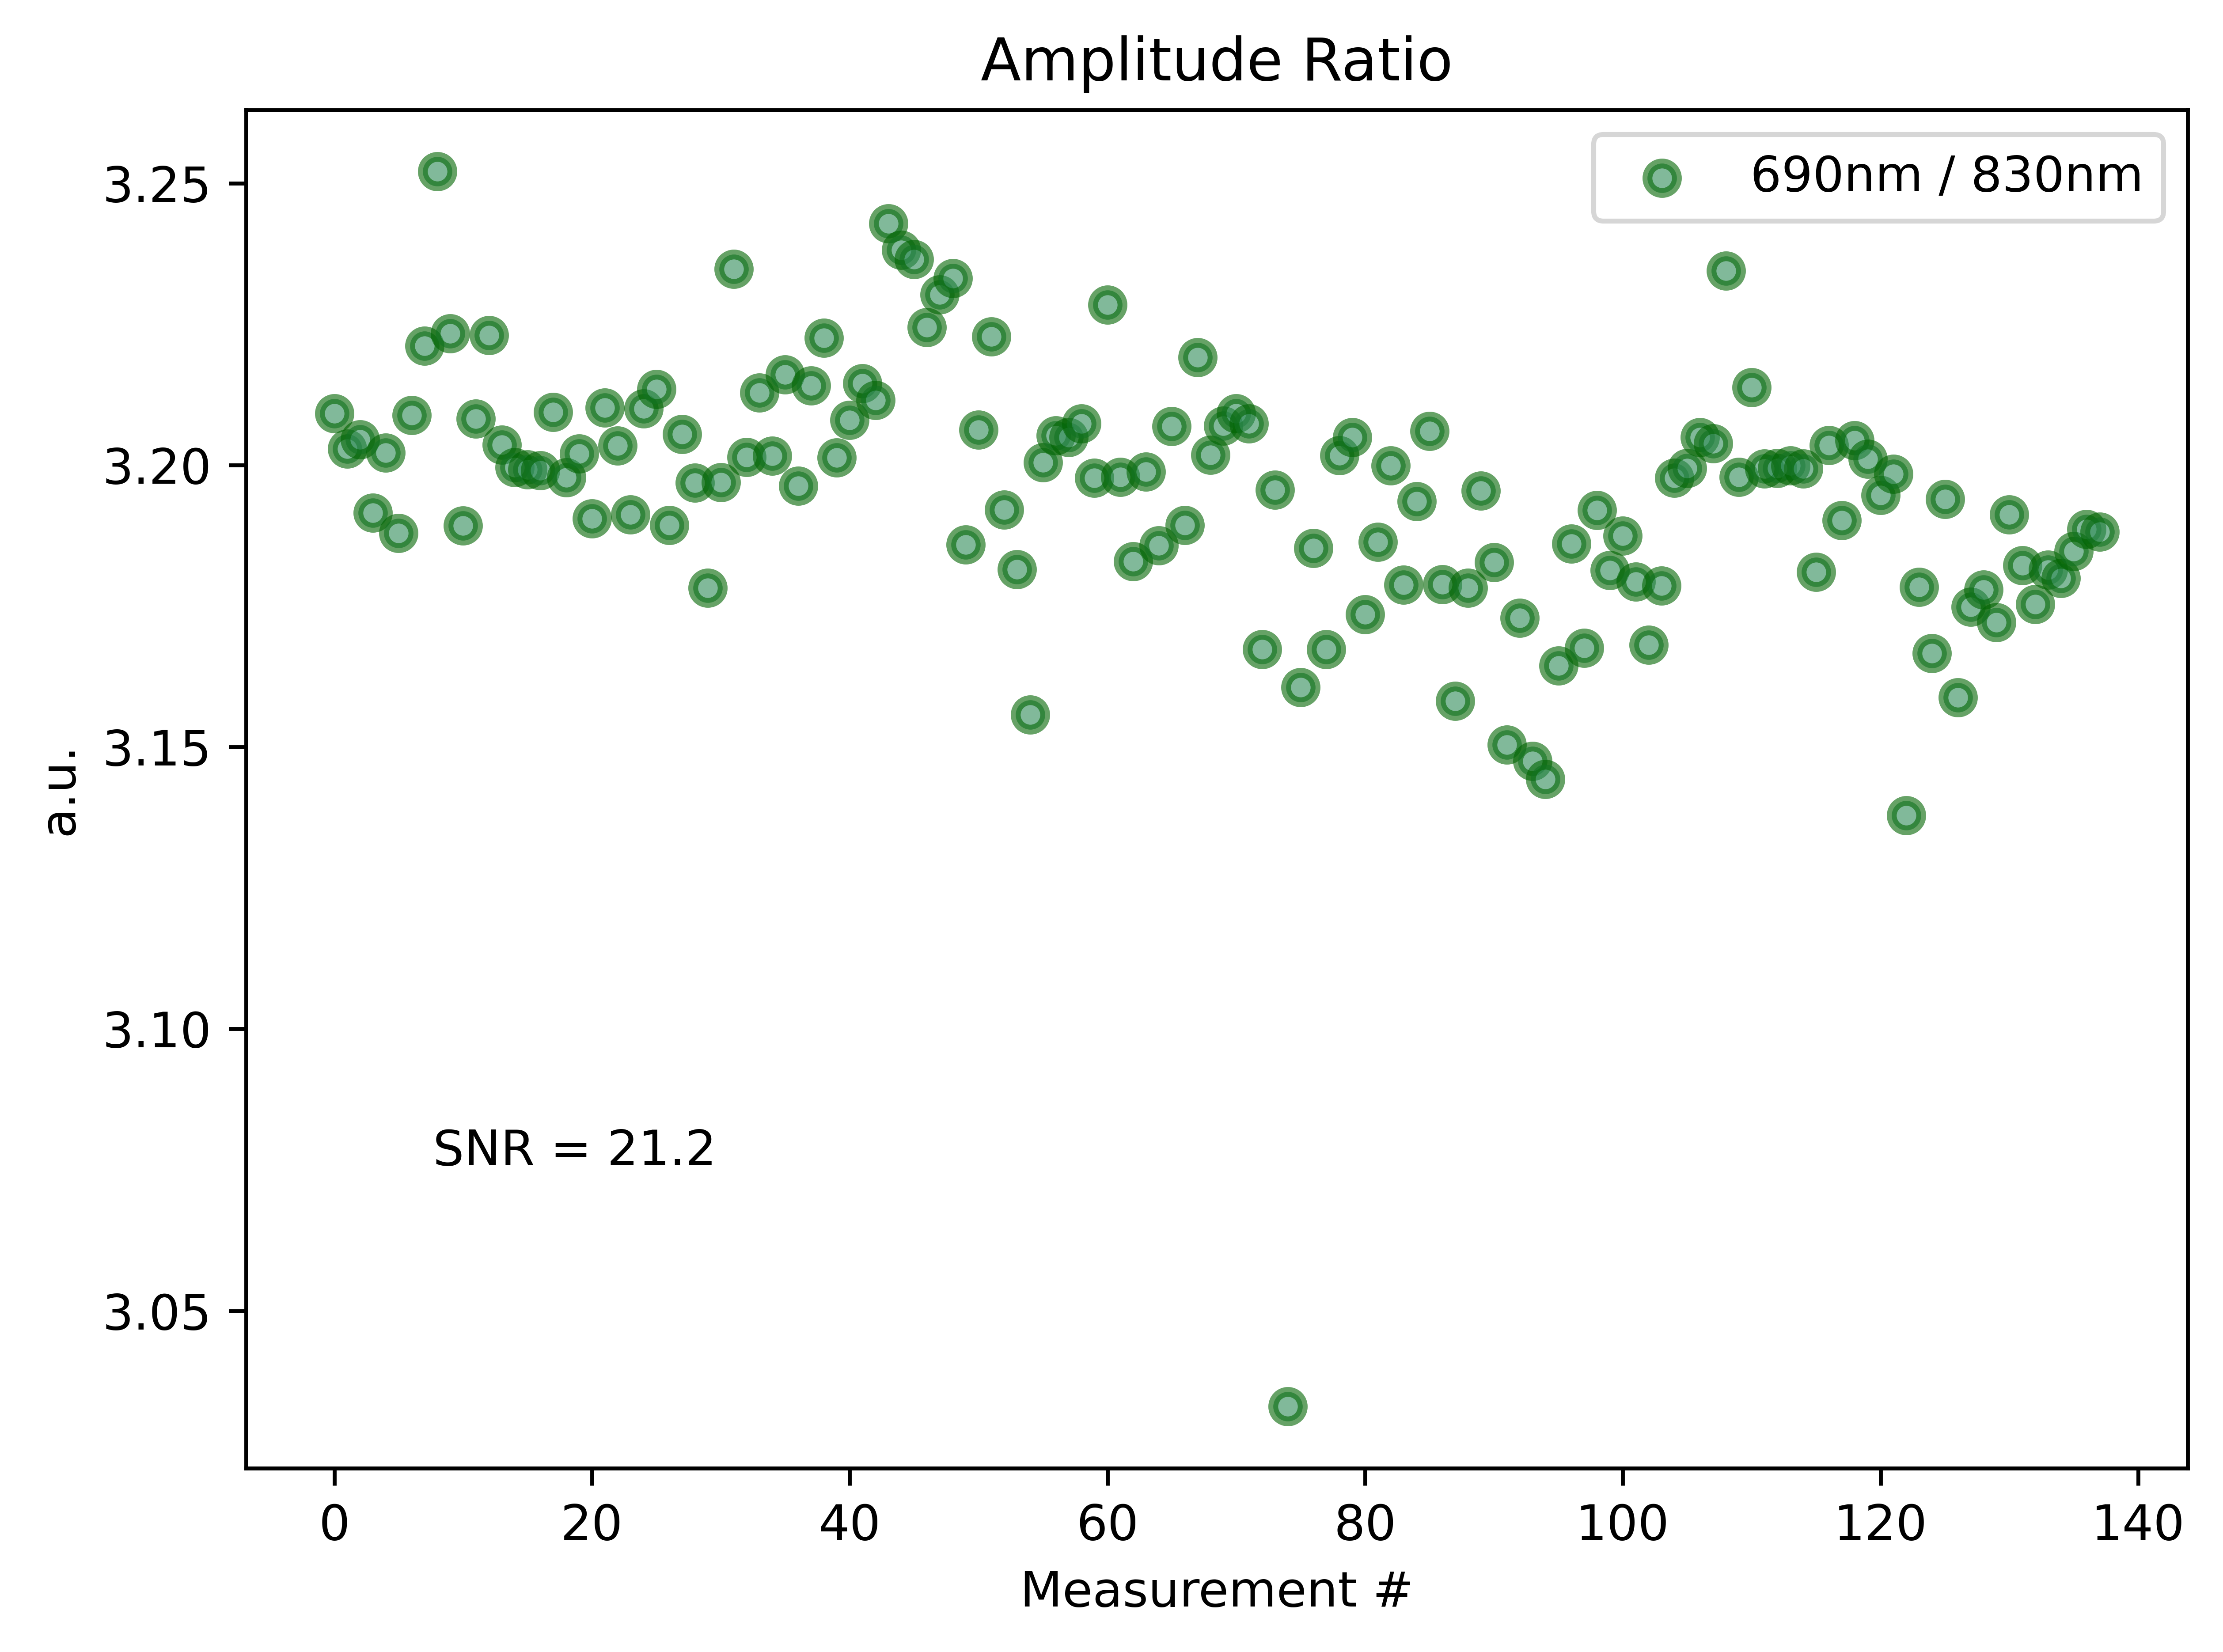 Amplitude Ratio
690nm / 830nm
3.25
3.20
3.15
3.10
3.05
a.u.
SNR = 21.2
0 20 40 60 80 100 120 140
Measurement #